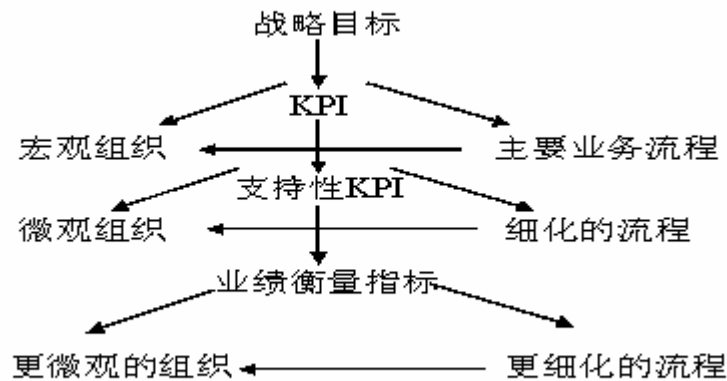 战略目标
KPI
宏观组织 主要业务流程
支持性KPI
微观组织 细化的流程
业绩衡量指标
更微观的组织 更细化的流程